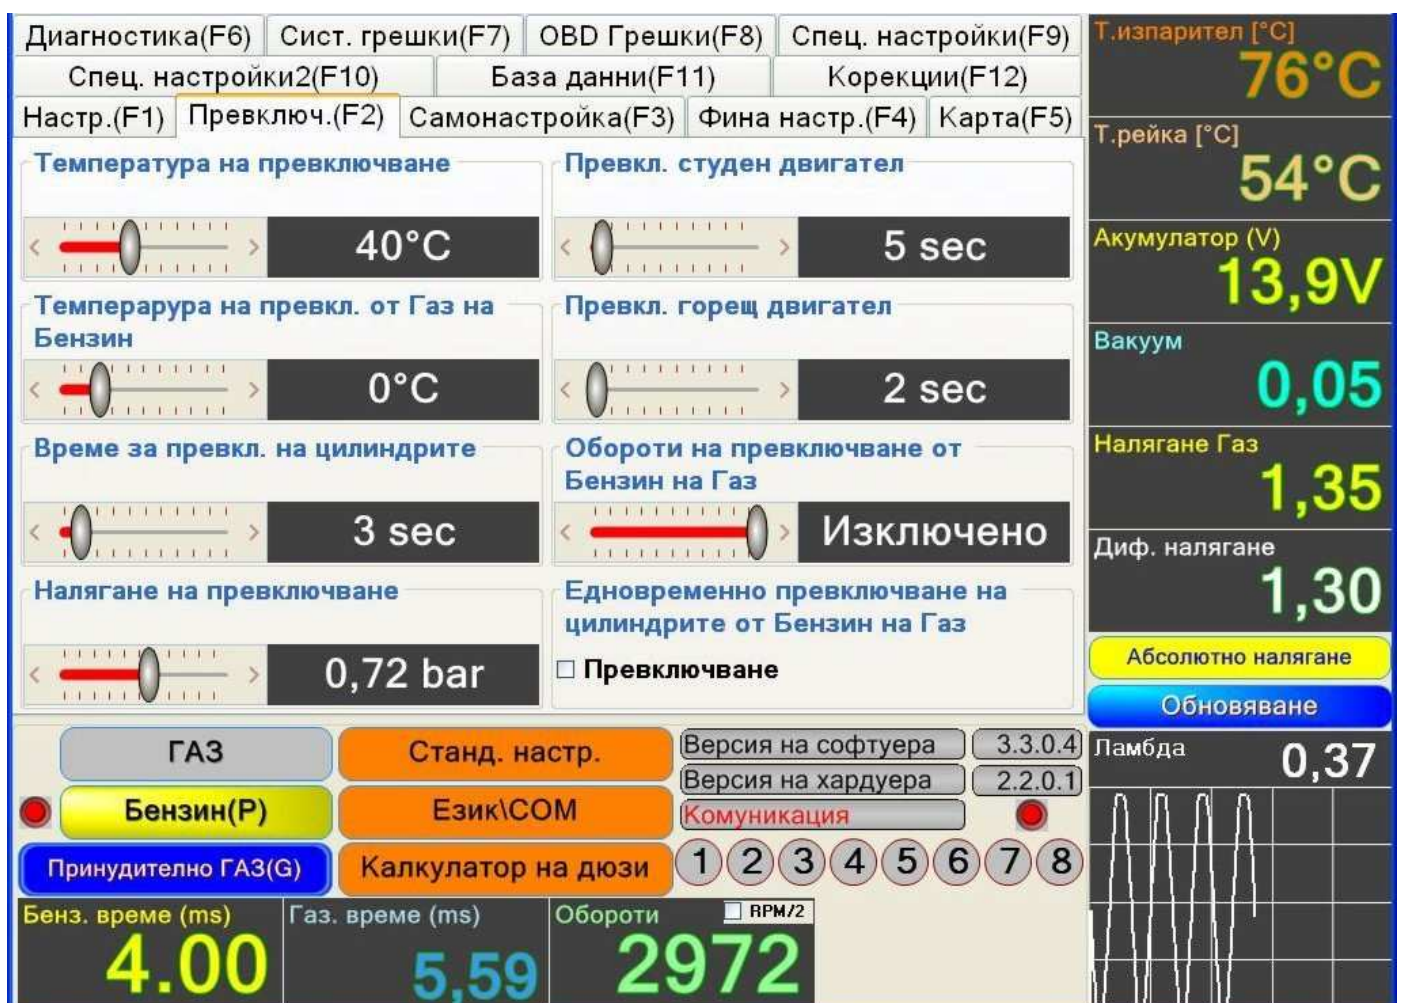 Диагностика(F6) Сист. грешки(F7) OBD Грешки(F8) Спец. настройки(F9)
Спец. настройки2(F10) База данни(F11) Корекции(F12)
Настр.(F1) Превключ.(F2) Самонастройка(F3) Фина настр.(F4) Карта(F5)
Температура на превключване
40°C
Превкл. студен двигател
5 sec
Темперарура на превкл. от Газ на
Бензин
0°C
Превкл. горещ двигател
2 sec
Време за превкл. на цилиндрите
3 sec
Обороти на превключване от
Бензин на Газ
Изключено
Налягане на превключване
0,72 bar
Едновременно превключване на
цилиндрите от Бензин на Газ
Превключване
Т.изпарител [°C]
76°C
Т.рейка [°C]
54°C
Акумулатор (V)
13,9V
Вакуум
0,05
Налягане Газ
1,35
Диф. налягане
1,30
Абсолютно налягане
Обновяване
Ламбда 0,37
ГАЗ
Бензин(P)
Принудително ГАЗ(G)
Станд. настр.
Език\COM
Калкулатор на дюзи
Версия на софтуера 3.3.0.4
Версия на хардуера 2.2.0.1
Комуникация
1 2 3 4 5 6 7 8
Бенз. време (ms)
4.00
Газ. време (ms)
5,59
Обороти RPM/2
2972